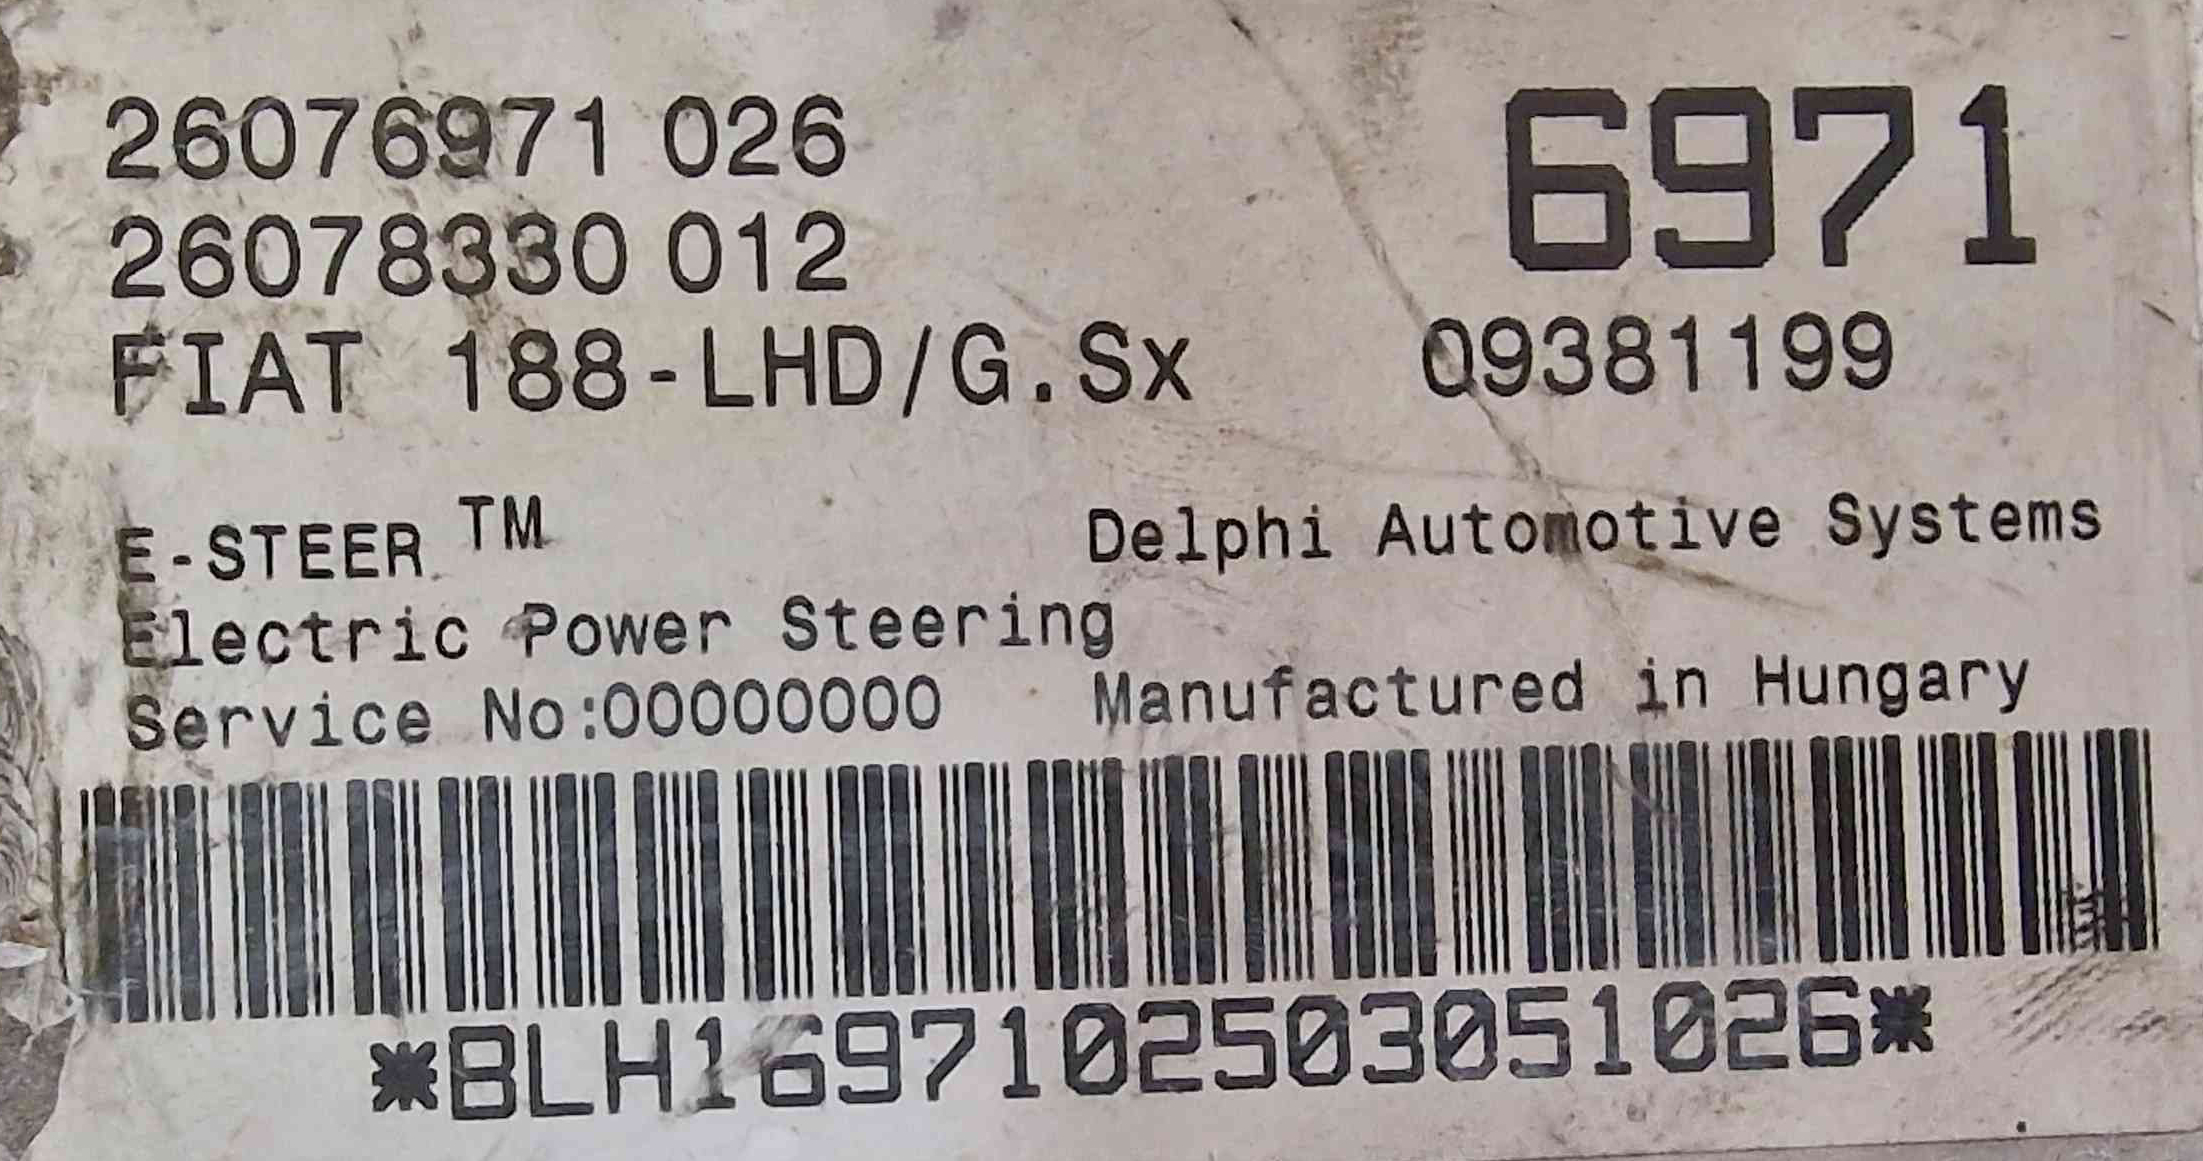 26076971 026 6971
26078330 012
FIAT 188-LHD/G.Sx 09381199
E-STEER TM Delphi Automotive Systems
Electric Power Steering
Service No:00000000 Manufactured in Hungary
*BLH1697102503051026*